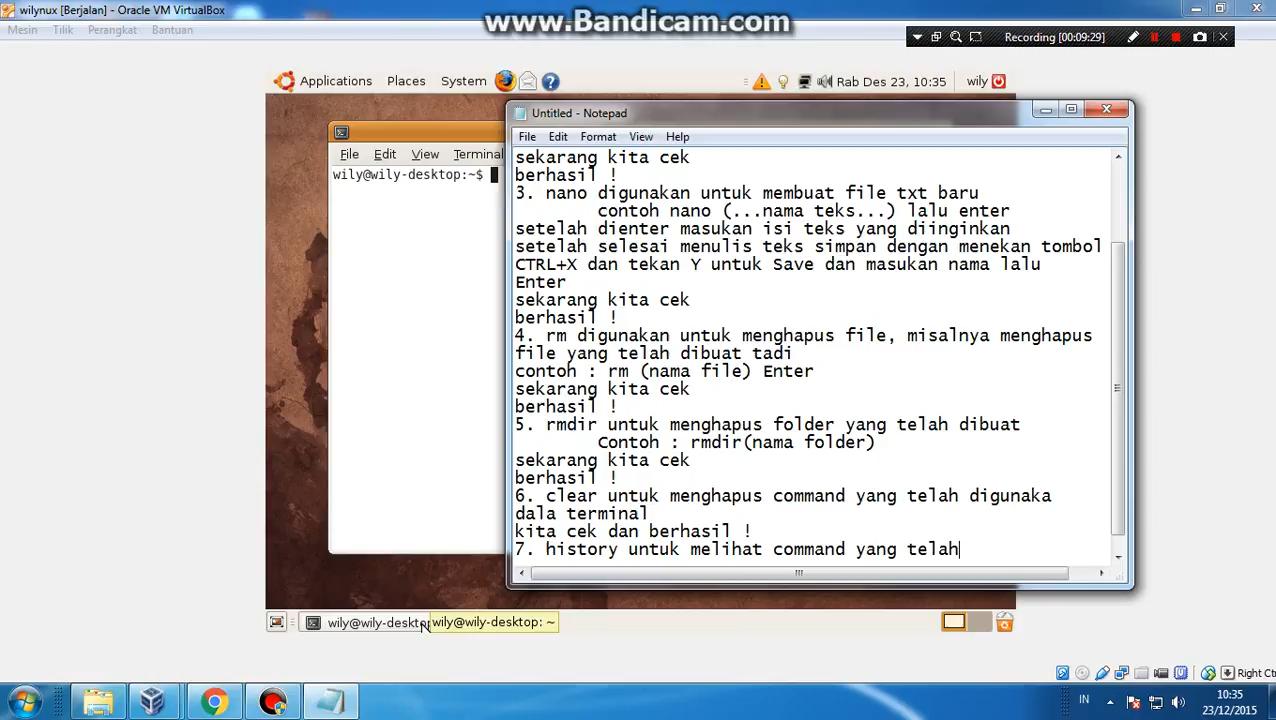 wilynux [Berjalan] - Oracle VM VirtualBox
www.Bandicam.com
Mesin Tilik Perangkat Bantuan
Recording [00:09:29]
Applications Places System
Rab Des 23, 10:35 wily
Untitled - Notepad
File Edit Format View Help
File Edit View Terminal
wily@wily-desktop:~$
sekarang kita cek
berhasil !
3. nano digunakan untuk membuat file txt baru
contoh nano (...nama teks...) lalu enter
setelah dienter masukan isi teks yang diinginkan
setelah selesai menulis teks simpan dengan menekan tombol
CTRL+X dan tekan Y untuk Save dan masukan nama lalu
Enter
sekarang kita cek
berhasil !
4. rm digunakan untuk menghapus file, misalnya menghapus
file yang telah dibuat tadi
contoh : rm (nama file) Enter
sekarang kita cek
berhasil !
5. rmdir untuk menghapus folder yang telah dibuat
Contoh : rmdir(nama folder)
sekarang kita cek
berhasil !
6. clear untuk menghapus command yang telah digunaka
dala terminal
kita cek dan berhasil !
7. history untuk melihat command yang telah
wily@wily-deskto
wily@wily-desktop: ~
Right Ct
IN
10:35
23/12/2015